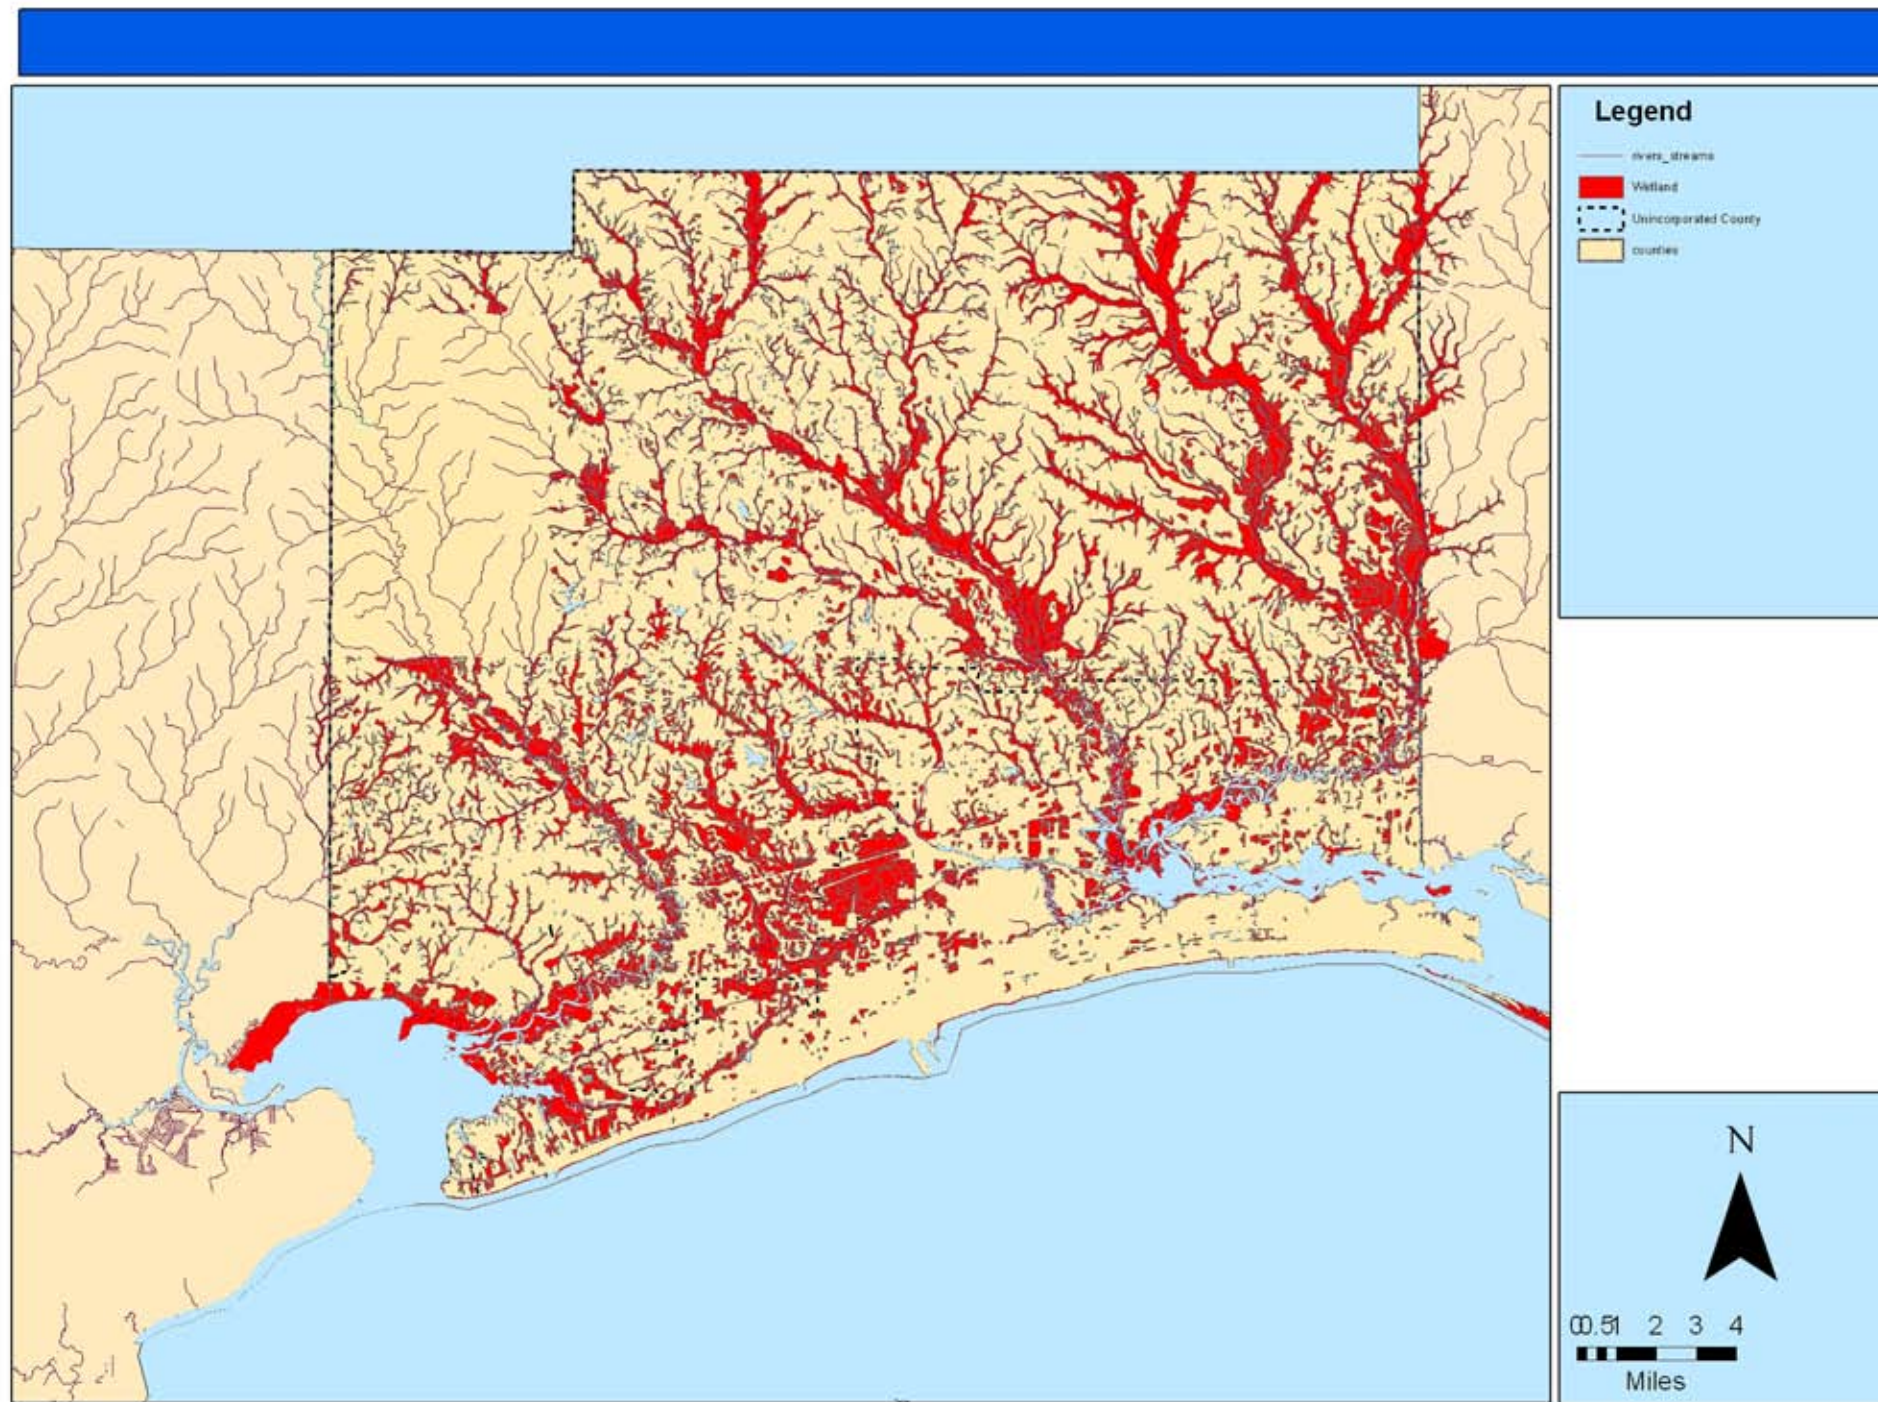 Legend
rivers_streams
Wetland
Unincorporated County
counties
N
00.51 2 3 4
Miles